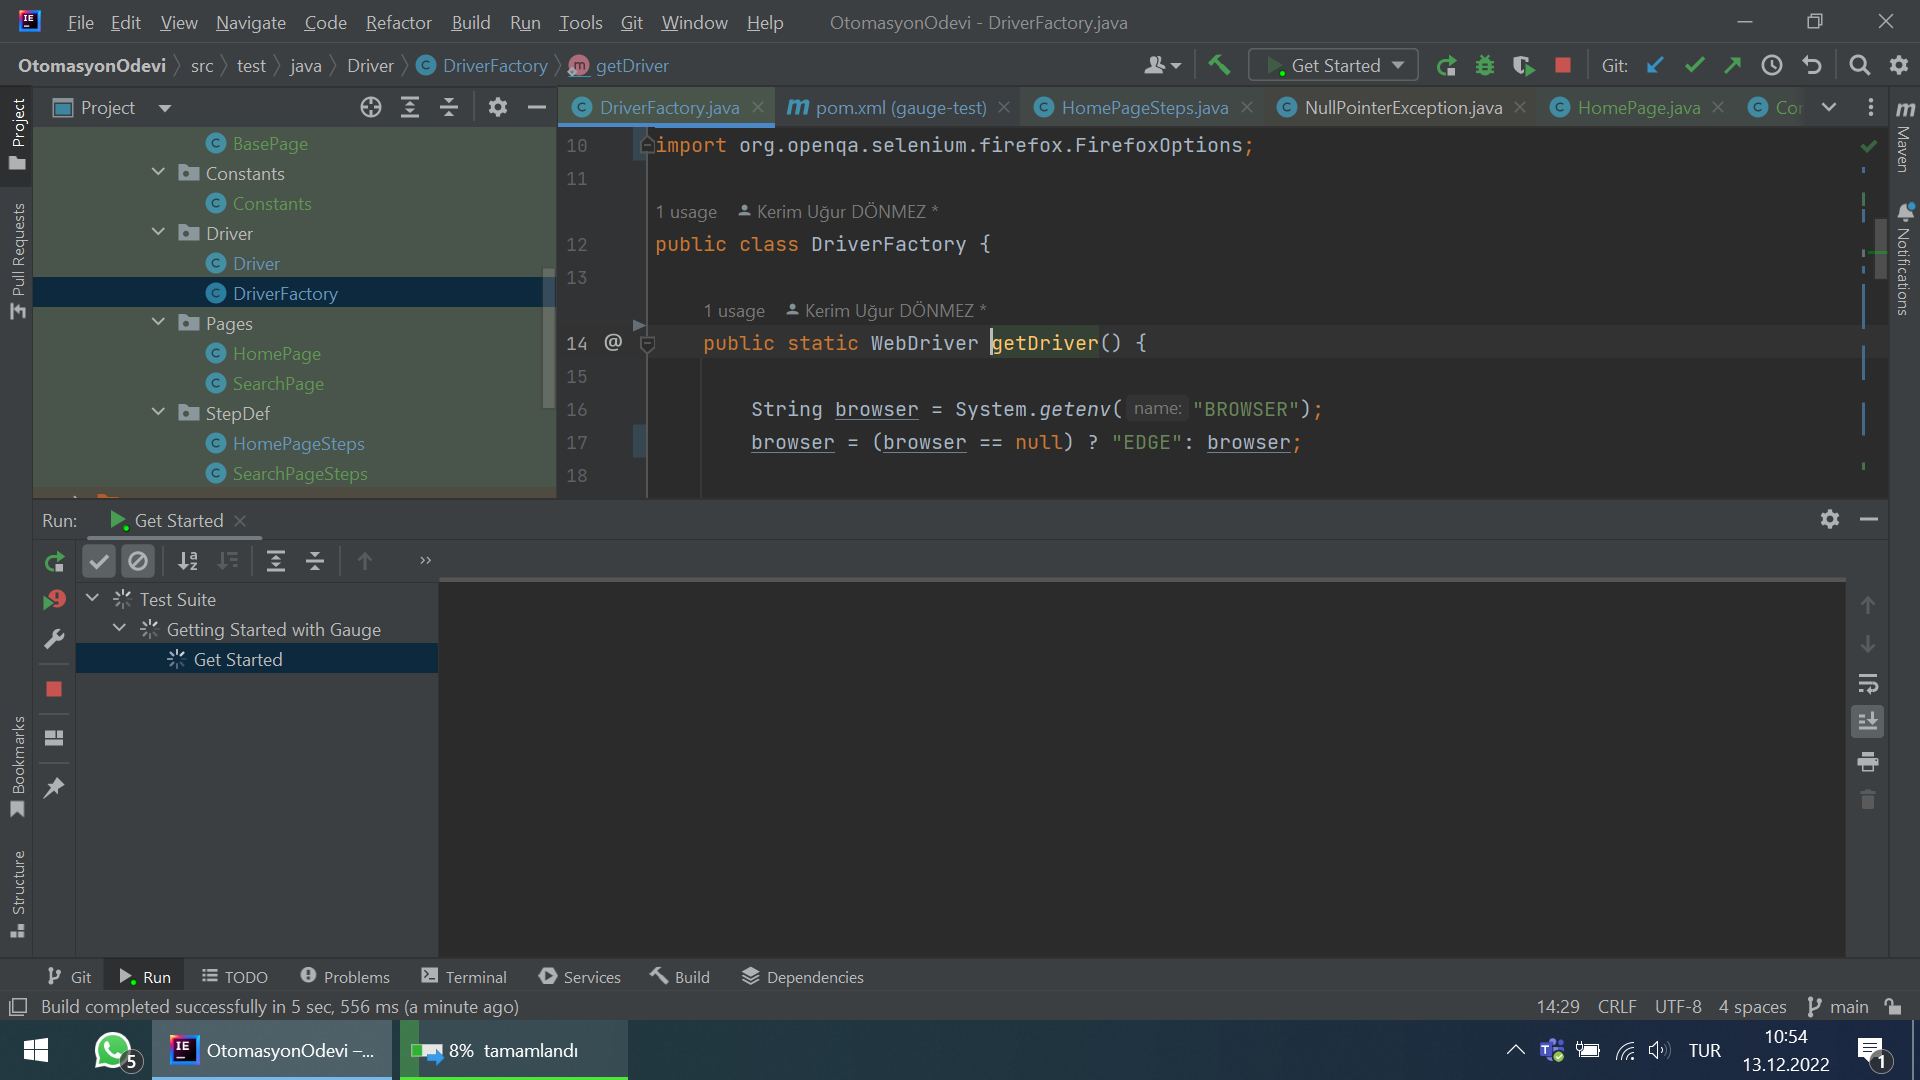 File Edit View Navigate Code Refactor Build Run Tools Git Window Help OtomasyonOdevi - DriverFactory.java
OtomasyonOdevi src test java Driver DriverFactory getDriver Get Started Git:
Project DriverFactory.java pom.xml (gauge-test) HomePageSteps.java NullPointerException.java HomePage.java Cor
BasePage
Constants
Constants
Driver
Driver
DriverFactory
Pages
HomePage
SearchPage
StepDef
HomePageSteps
SearchPageSteps
10 import org.openqa.selenium.firefox.FirefoxOptions;
11
1 usage Kerim Uğur DÖNMEZ *
12 public class DriverFactory {
13
1 usage Kerim Uğur DÖNMEZ *
14 @ public static WebDriver getDriver() {
15
16 String browser = System.getenv( name: "BROWSER");
17 browser = (browser == null) ? "EDGE": browser;
18
Project
Pull Requests
Bookmarks
Structure
Maven
Notifications
Run: Get Started
Test Suite
Getting Started with Gauge
Get Started
Git Run TODO Problems Terminal Services Build Dependencies
Build completed successfully in 5 sec, 556 ms (a minute ago) 14:29 CRLF UTF-8 4 spaces main
5 OtomasyonOdevi –... 8% tamamlandı TUR 10:54
13.12.2022 1